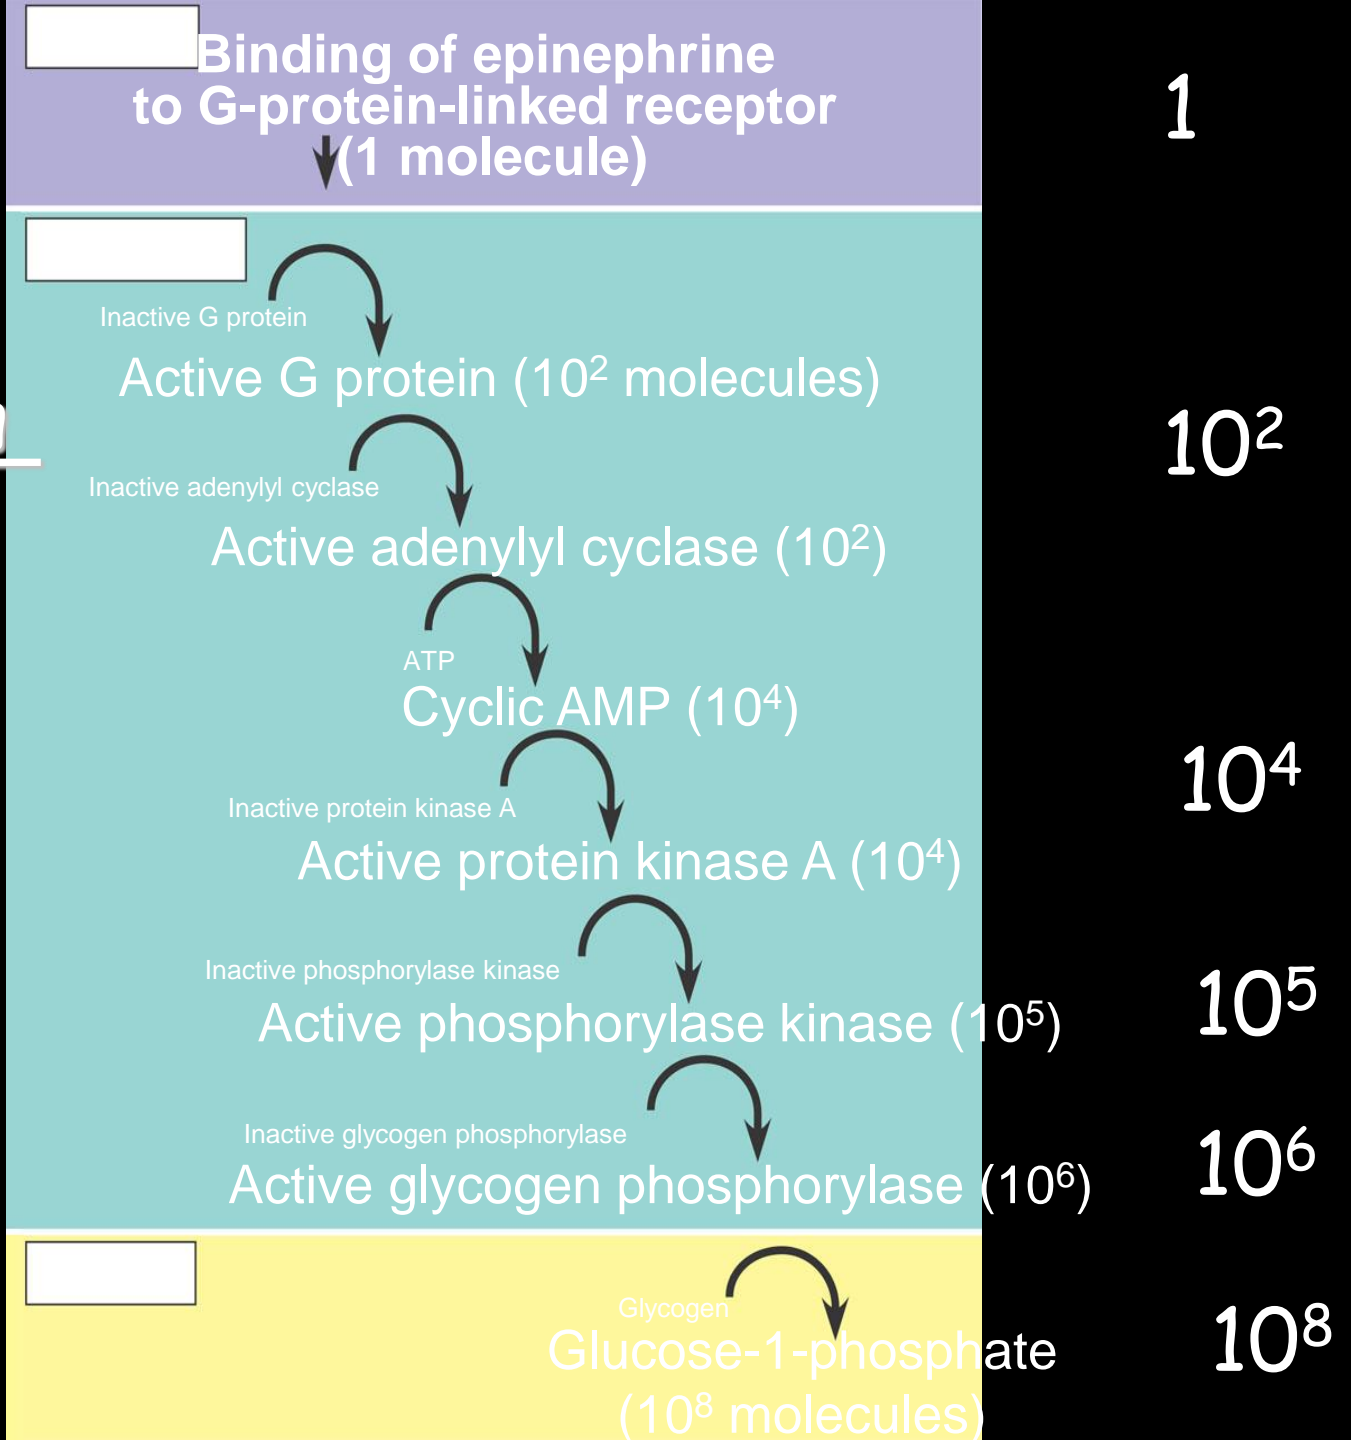 Binding of epinephrine
to G-protein-linked receptor
(1 molecule)
1
Inactive G protein
Active G protein (10² molecules)
10²
Inactive adenylyl cyclase
Active adenylyl cyclase (10²)
ATP
Cyclic AMP (10⁴)
10⁴
Inactive protein kinase A
Active protein kinase A (10⁴)
Inactive phosphorylase kinase
Active phosphorylase kinase (10⁵)
10⁵
Inactive glycogen phosphorylase
Active glycogen phosphorylase (10⁶)
10⁶
Glycogen
Glucose-1-phosphate
(10⁸ molecules)
10⁸